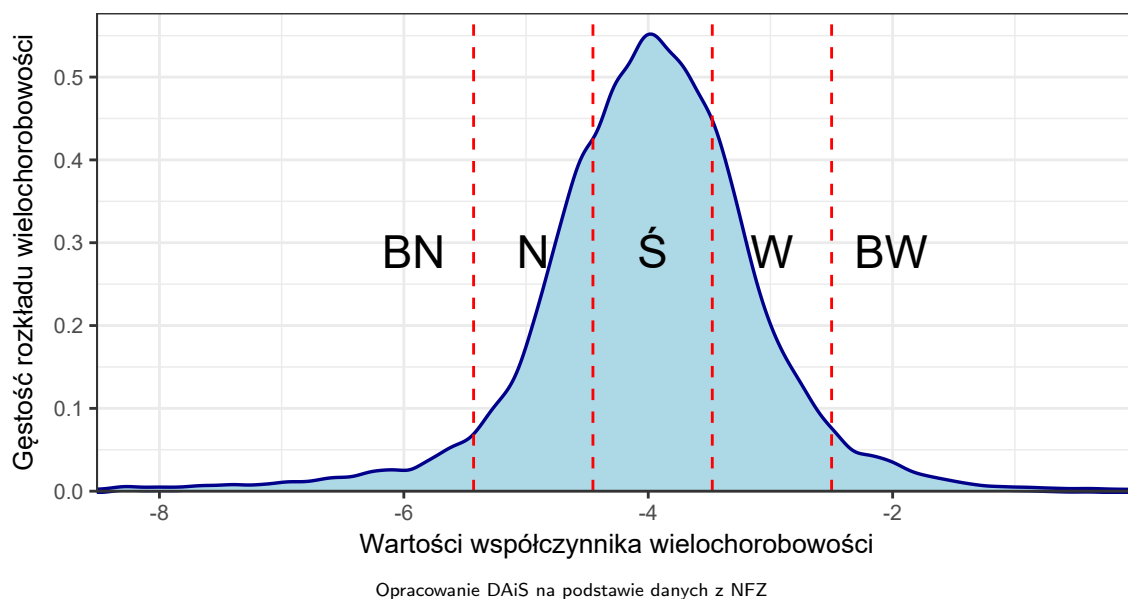 Gęstość rozkładu wielochorobowości
0.5
0.4
0.3
0.2
0.1
0.0
BN N Ś W BW
-8 -6 -4 -2
Wartości współczynnika wielochorobowości
Opracowanie DAiS na podstawie danych z NFZ